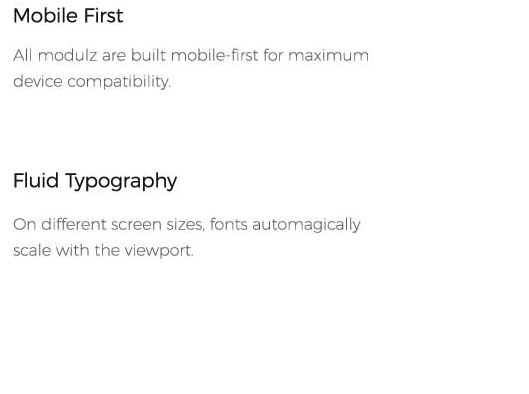 Mobile First
All modulz are built mobile-first for maximum
device compatibility.
Fluid Typography
On different screen sizes, fonts automagically
scale with the viewport.